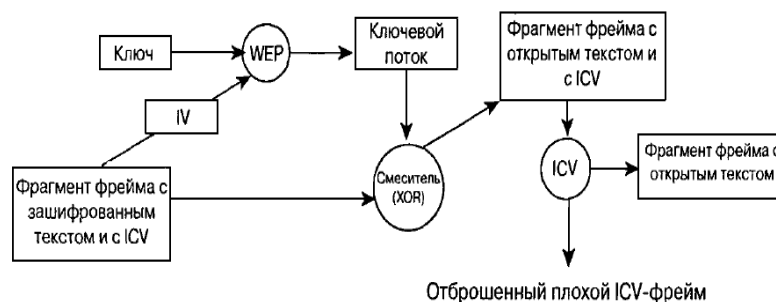 Ключ
WEP
Ключевой
поток
Фрагмент фрейма с
открытым текстом и
с ICV
IV
Фрагмент фрейма с
зашифрованным
текстом и с ICV
Смеситель
(XOR)
ICV
Фрагмент фрейма с
открытым текстом
Отброшенный плохой ICV-фрейм